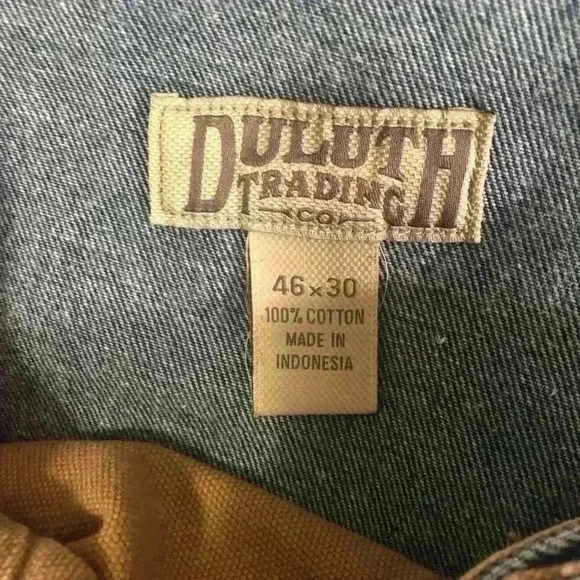 DULUTH
TRADING
CO
46x30
100% COTTON
MADE IN
INDONESIA